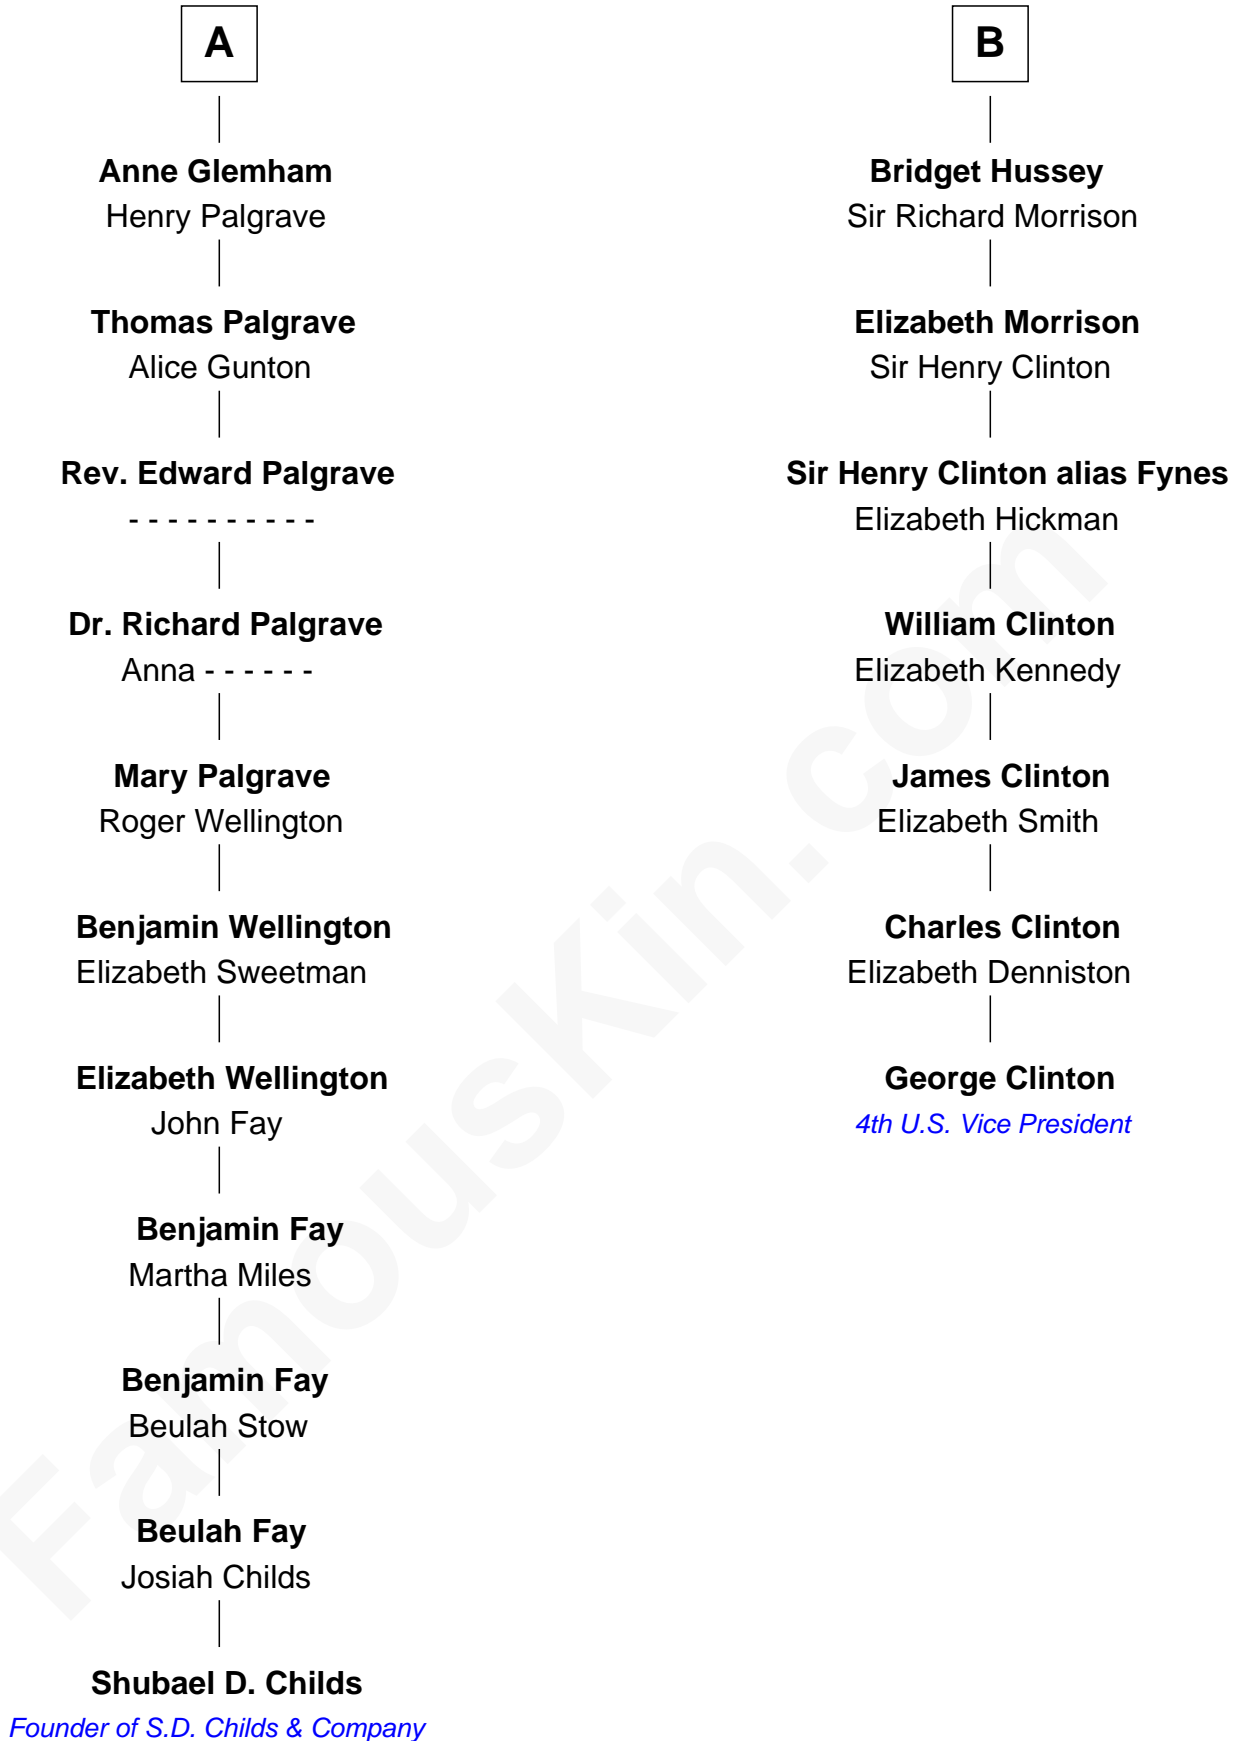 A
Anne Glemham
Henry Palgrave
Thomas Palgrave
Alice Gunton
Rev. Edward Palgrave
- - - - - - - - - -
Dr. Richard Palgrave
Anna - - - - - -
Mary Palgrave
Roger Wellington
Benjamin Wellington
Elizabeth Sweetman
Elizabeth Wellington
John Fay
Benjamin Fay
Martha Miles
Benjamin Fay
Beulah Stow
Beulah Fay
Josiah Childs
Shubael D. Childs
Founder of S.D. Childs & Company
B
Bridget Hussey
Sir Richard Morrison
Elizabeth Morrison
Sir Henry Clinton
Sir Henry Clinton alias Fynes
Elizabeth Hickman
William Clinton
Elizabeth Kennedy
James Clinton
Elizabeth Smith
Charles Clinton
Elizabeth Denniston
George Clinton
4th U.S. Vice President
FamousKin.com